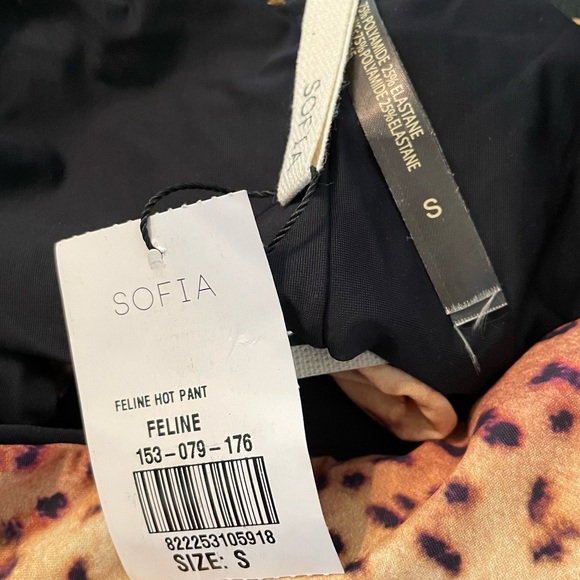 SOFIA
POLYAMIDE 25% ELASTANE
POLYAMIDE 25% ELASTANE
S
SOFIA
FELINE HOT PANT
FELINE
153-079-176
822253105918
SIZE: S